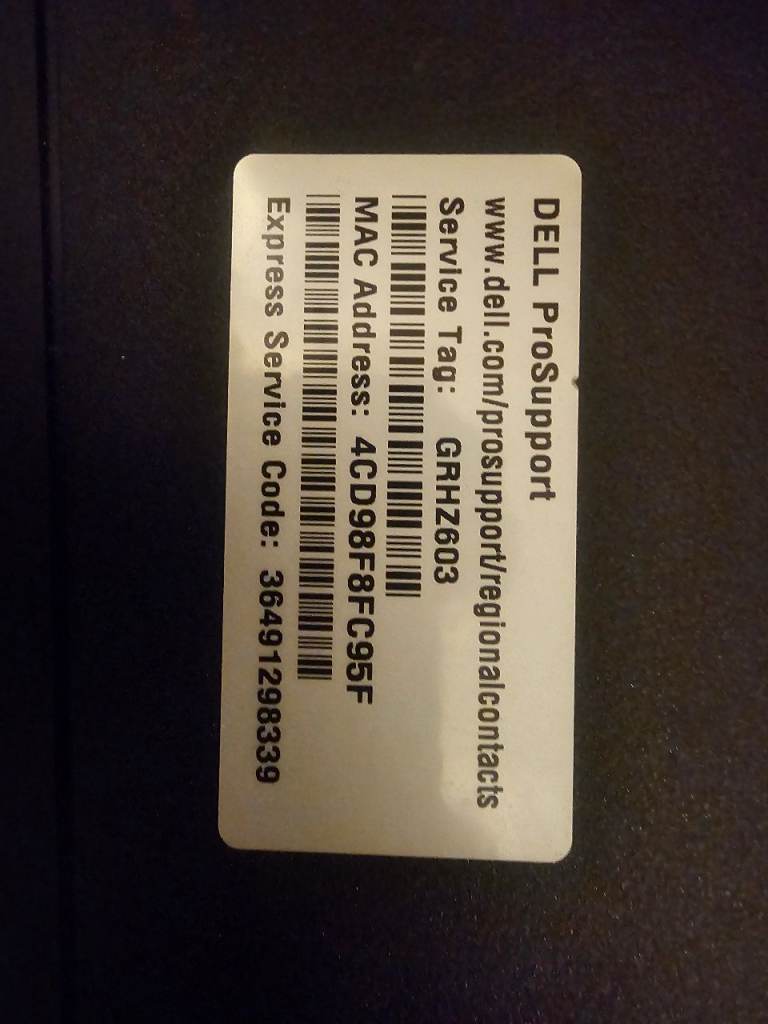 DELL ProSupport
www.dell.com/prosupport/regionalcontacts
Service Tag: GRHZ603
MAC Address: 4CD98F8FC95F
Express Service Code: 36491298339